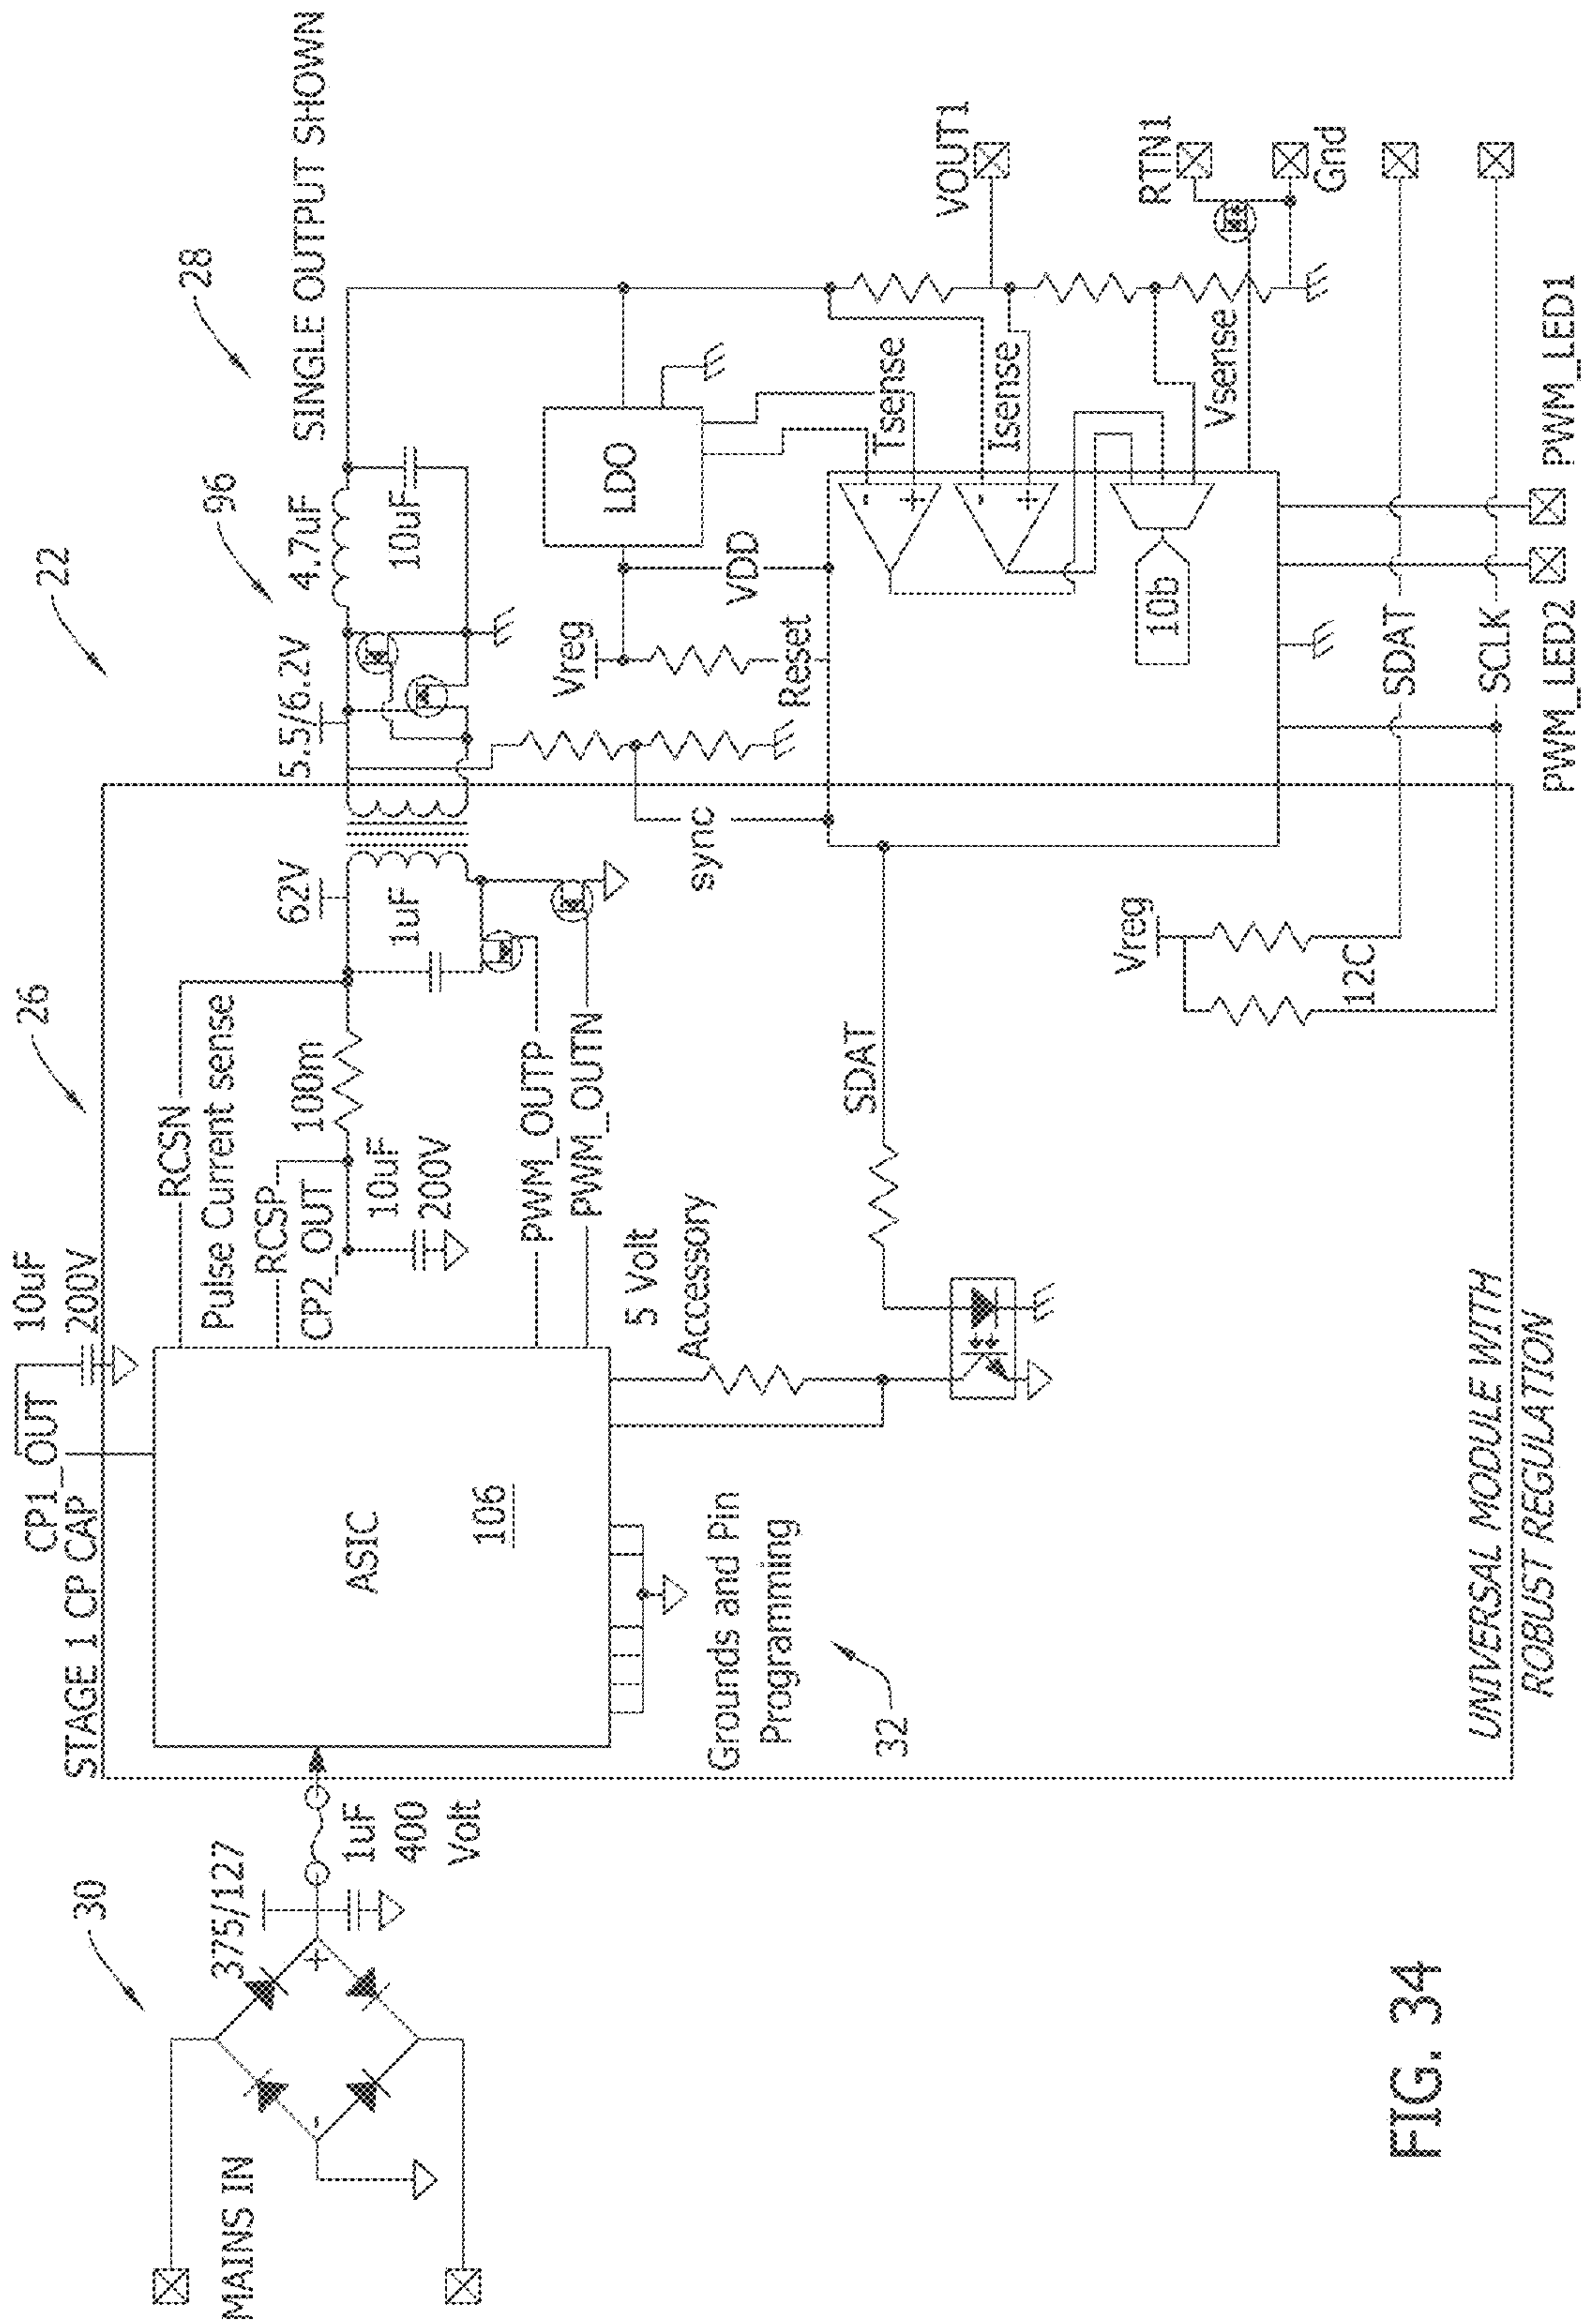 22
28
96
26
30
32
SINGLE OUTPUT SHOWN
MAINS IN
375/127
1uF
400
Volt
STAGE 1 CP CAP
CP1_OUT
10uF
200V
ASIC
106
Grounds and Pin
Programming
RCSN
Pulse Current sense
RCSP
CP2_OUT
100m
10uF
200V
PWM_OUTP
PWM_OUTN
5 Volt
Accessory
62V
1uF
5.5/6.2V
4.7uF
10uF
sync
Vreg
Reset
VDD
LDO
Tsense
Isense
Vsense
-
+
-
+
10b
VOUT1
RTN1
Gnd
SDAT
Vreg
12C
SDAT
SCLK
PWM_LED2
PWM_LED1
-
+
UNIVERSAL MODULE WITH
ROBUST REGULATION
FIG. 34